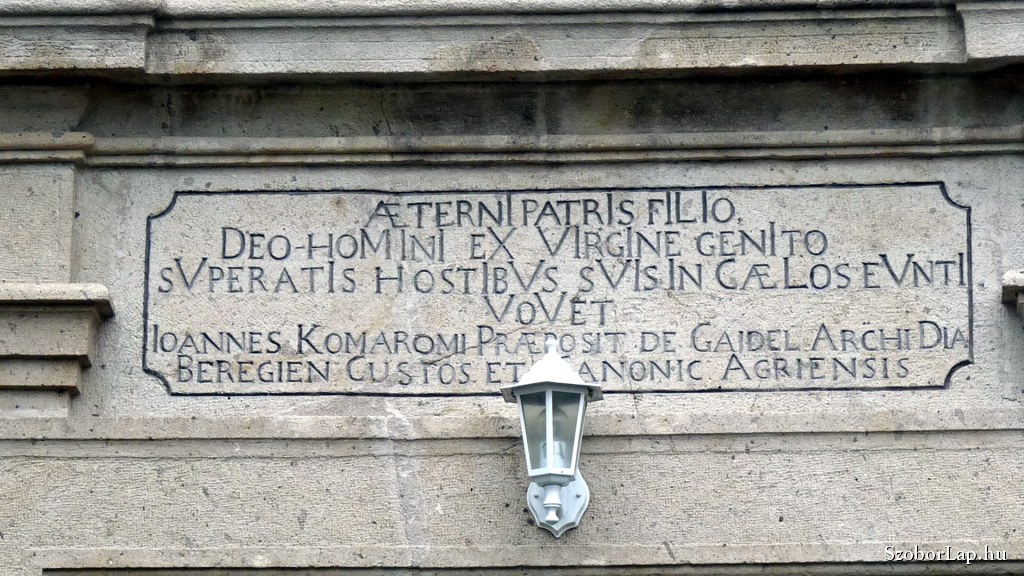 ÆTERNI PATRIS FILIO.
DEO-HOMINI EX VIRGINE GENITO
SVPERATIS HOSTIBVS SVIS IN CÆLOS EVNTI
VOVET
IOANNES KOMAROMI PRÆPOSIT DE GAIDEL ARCHI DIA
BEREGIEN CUSTOS ET CANONIC AGRIENSIS
SzoborLap.hu